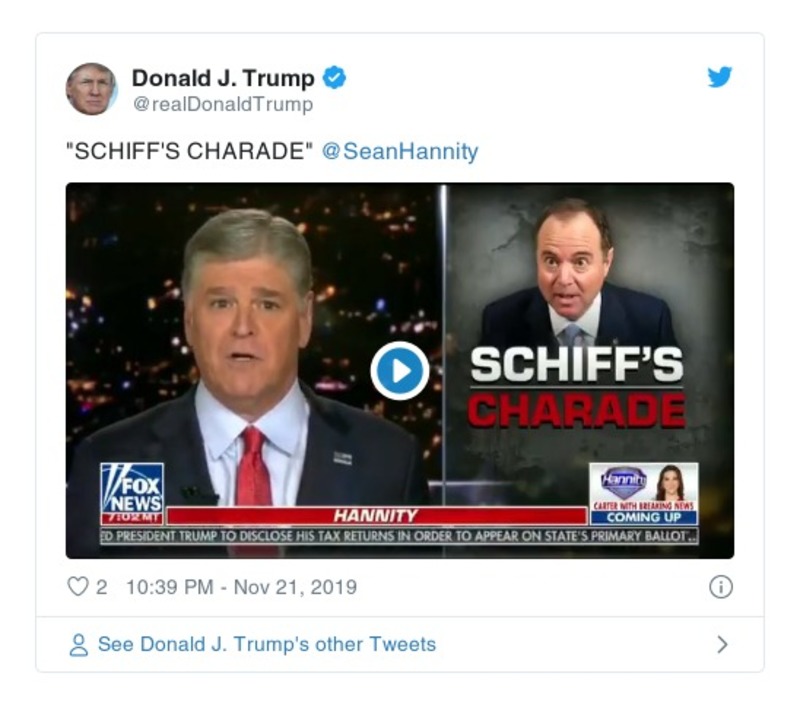 Donald J. Trump
@realDonaldTrump
"SCHIFF'S CHARADE" @SeanHannity
SCHIFF'S
CHARADE
FOX
NEWS
7:02 MT
HANNITY
Hannity
CARTER WITH BREAKING NEWS
COMING UP
ED PRESIDENT TRUMP TO DISCLOSE HIS TAX RETURNS IN ORDER TO APPEAR ON STATE'S PRIMARY BALLOT...
2 10:39 PM - Nov 21, 2019
See Donald J. Trump's other Tweets